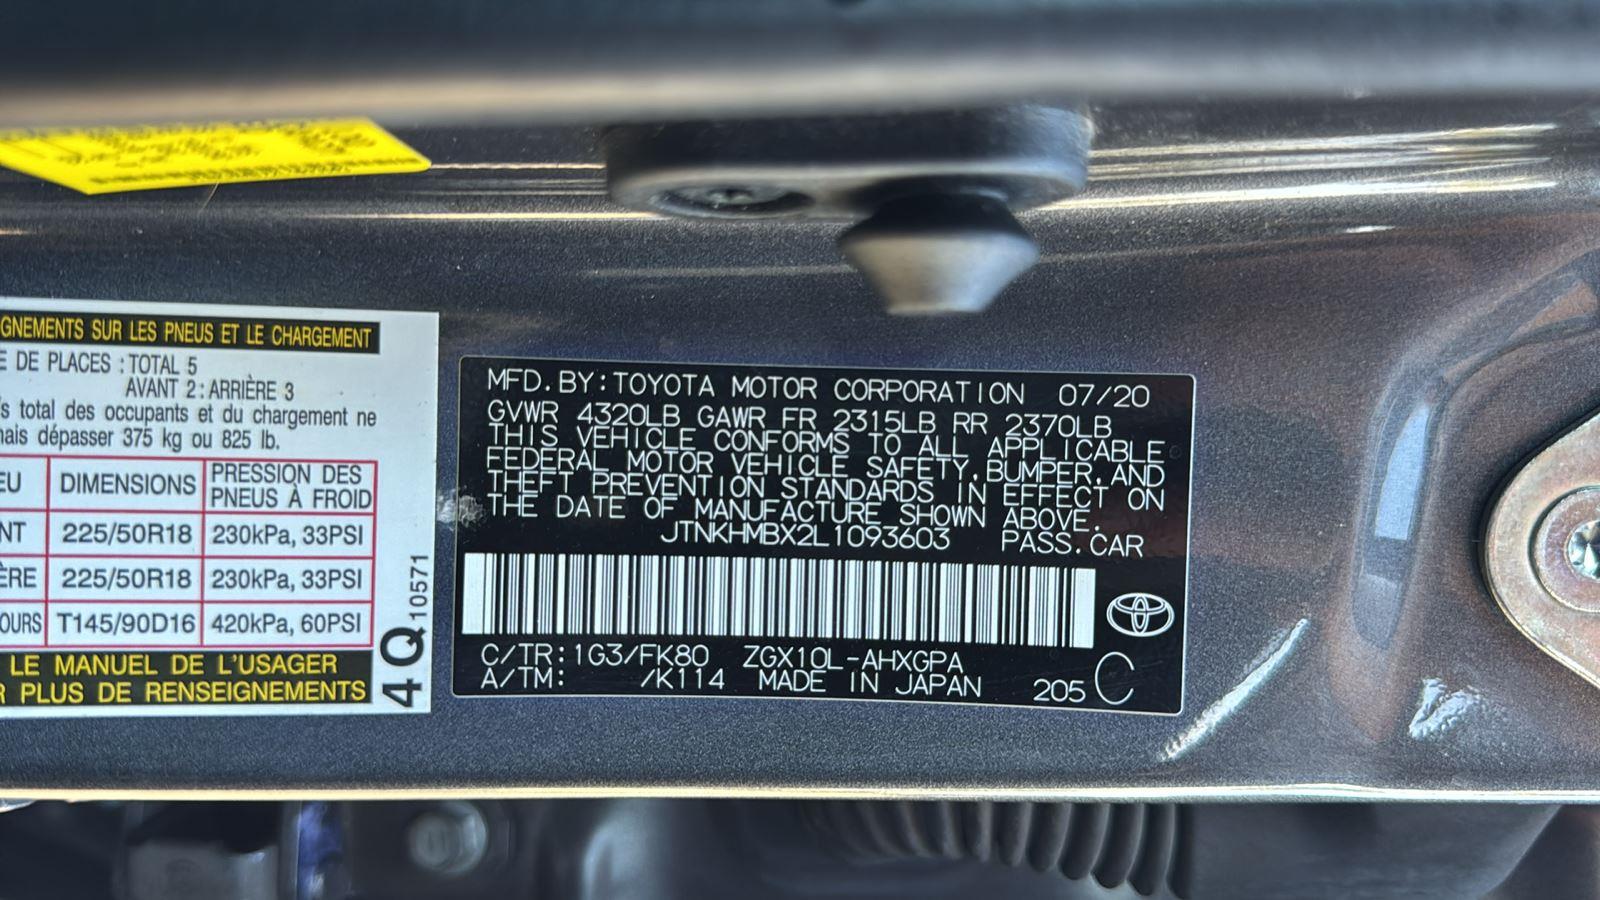 GNEMENTS SUR LES PNEUS ET LE CHARGEMENT
E DE PLACES : TOTAL 5
AVANT 2 : ARRIÈRE 3
s total des occupants et du chargement ne
mais dépasser 375 kg ou 825 lb.
EU DIMENSIONS PRESSION DES PNEUS À FROID
NT 225/50R18 230kPa, 33PSI
ÈRE 225/50R18 230kPa, 33PSI
OURS T145/90D16 420kPa, 60PSI
LE MANUEL DE L'USAGER
R PLUS DE RENSEIGNEMENTS
4Q 10571
MFD.BY:TOYOTA MOTOR CORPORATION 07/20
GVWR 4320LB GAWR FR 2315LB RR 2370LB
THIS VEHICLE CONFORMS TO ALL APPLICABLE
FEDERAL MOTOR VEHICLE SAFETY,BUMPER,AND
THEFT PREVENTION STANDARDS IN EFFECT ON
THE DATE OF MANUFACTURE SHOWN ABOVE.
JTNKHMBX2L1093603 PASS.CAR
C/TR:1G3/FK80 ZGX10L-AHXGPA
A/TM: /K114 MADE IN JAPAN 205 C